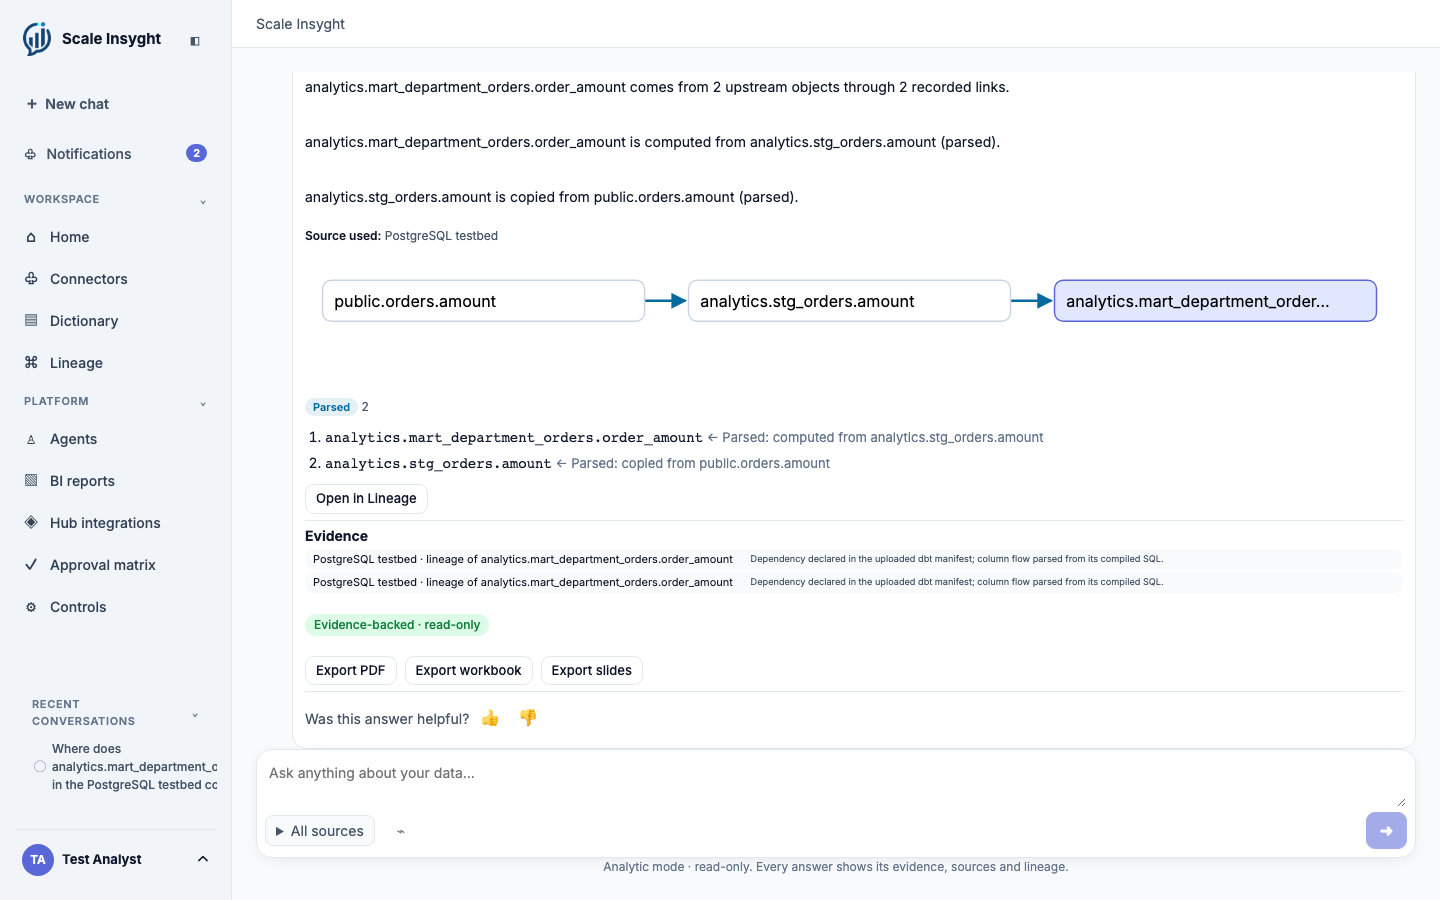 Scale Insyght
Scale Insyght
+ New chat
Notifications 2
WORKSPACE
Home
Connectors
Dictionary
Lineage
PLATFORM
Agents
BI reports
Hub integrations
Approval matrix
Controls
RECENT
CONVERSATIONS
Where does
analytics.mart_department_o
in the PostgreSQL testbed co
TA Test Analyst
analytics.mart_department_orders.order_amount comes from 2 upstream objects through 2 recorded links.
analytics.mart_department_orders.order_amount is computed from analytics.stg_orders.amount (parsed).
analytics.stg_orders.amount is copied from public.orders.amount (parsed).
Source used: PostgreSQL testbed
public.orders.amount
analytics.stg_orders.amount
analytics.mart_department_order...
Parsed 2
1. analytics.mart_department_orders.order_amount ← Parsed: computed from analytics.stg_orders.amount
2. analytics.stg_orders.amount ← Parsed: copied from public.orders.amount
Open in Lineage
Evidence
PostgreSQL testbed · lineage of analytics.mart_department_orders.order_amount Dependency declared in the uploaded dbt manifest; column flow parsed from its compiled SQL.
PostgreSQL testbed · lineage of analytics.mart_department_orders.order_amount Dependency declared in the uploaded dbt manifest; column flow parsed from its compiled SQL.
Evidence-backed · read-only
Export PDF Export workbook Export slides
Was this answer helpful? 👍 👎
Ask anything about your data...
▶ All sources
Analytic mode · read-only. Every answer shows its evidence, sources and lineage.